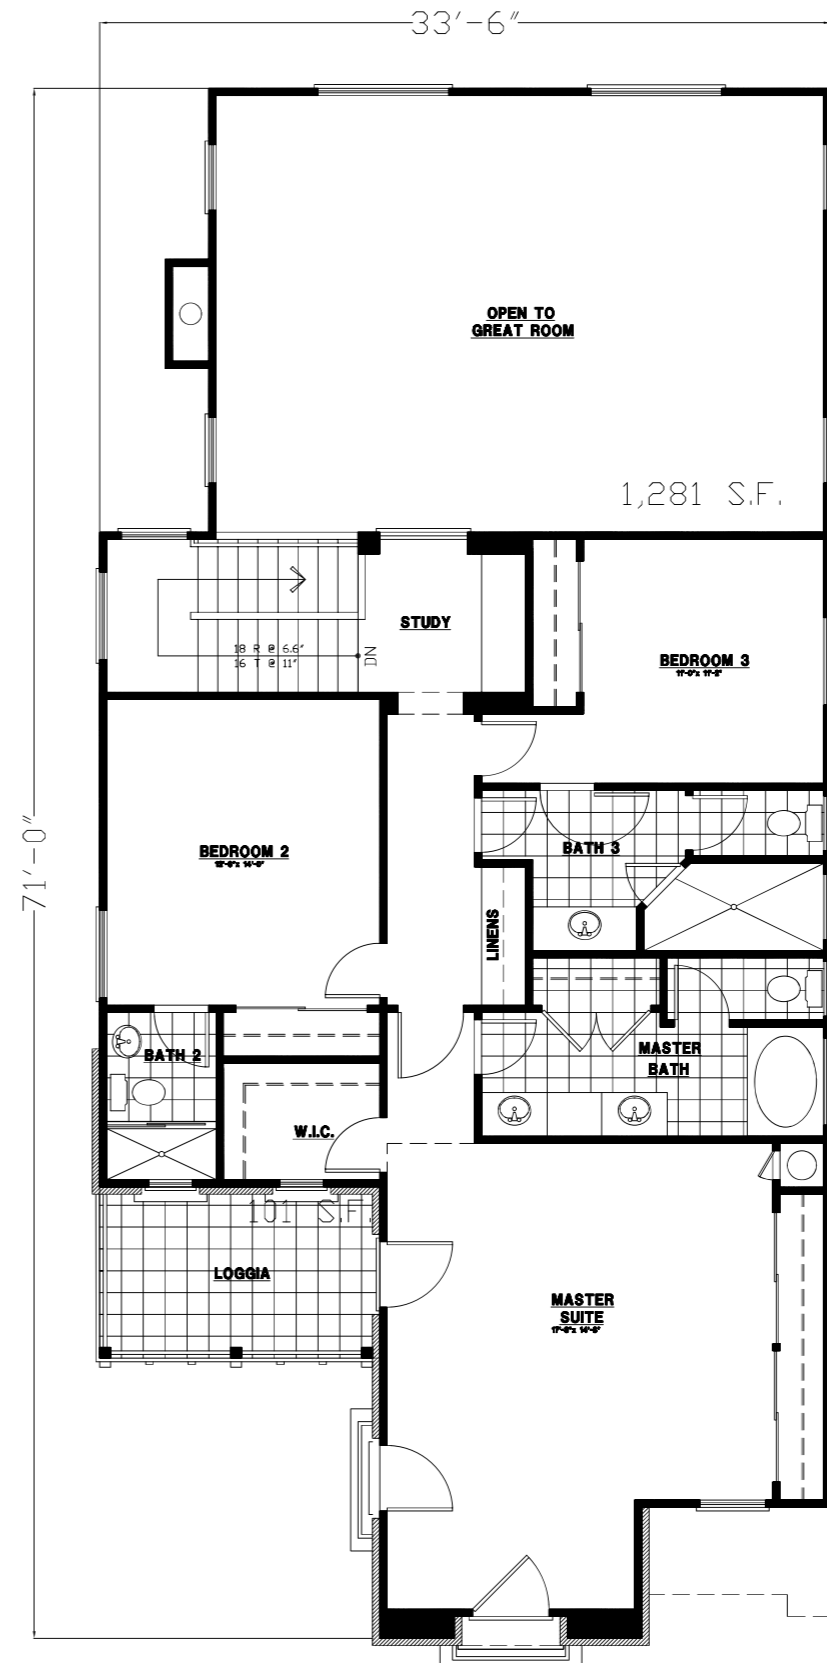 33'-6"
OPEN TO
GREAT ROOM
1,281 S.F.
STUDY
18 R @ 6.6"
16 T @ 11"
DN
BEDROOM 3
BEDROOM 2
71'-0"
BATH 3
LINENS
BATH 2
MASTER
BATH
W.I.C.
101 S.F.
LOGGIA
MASTER
SUITE